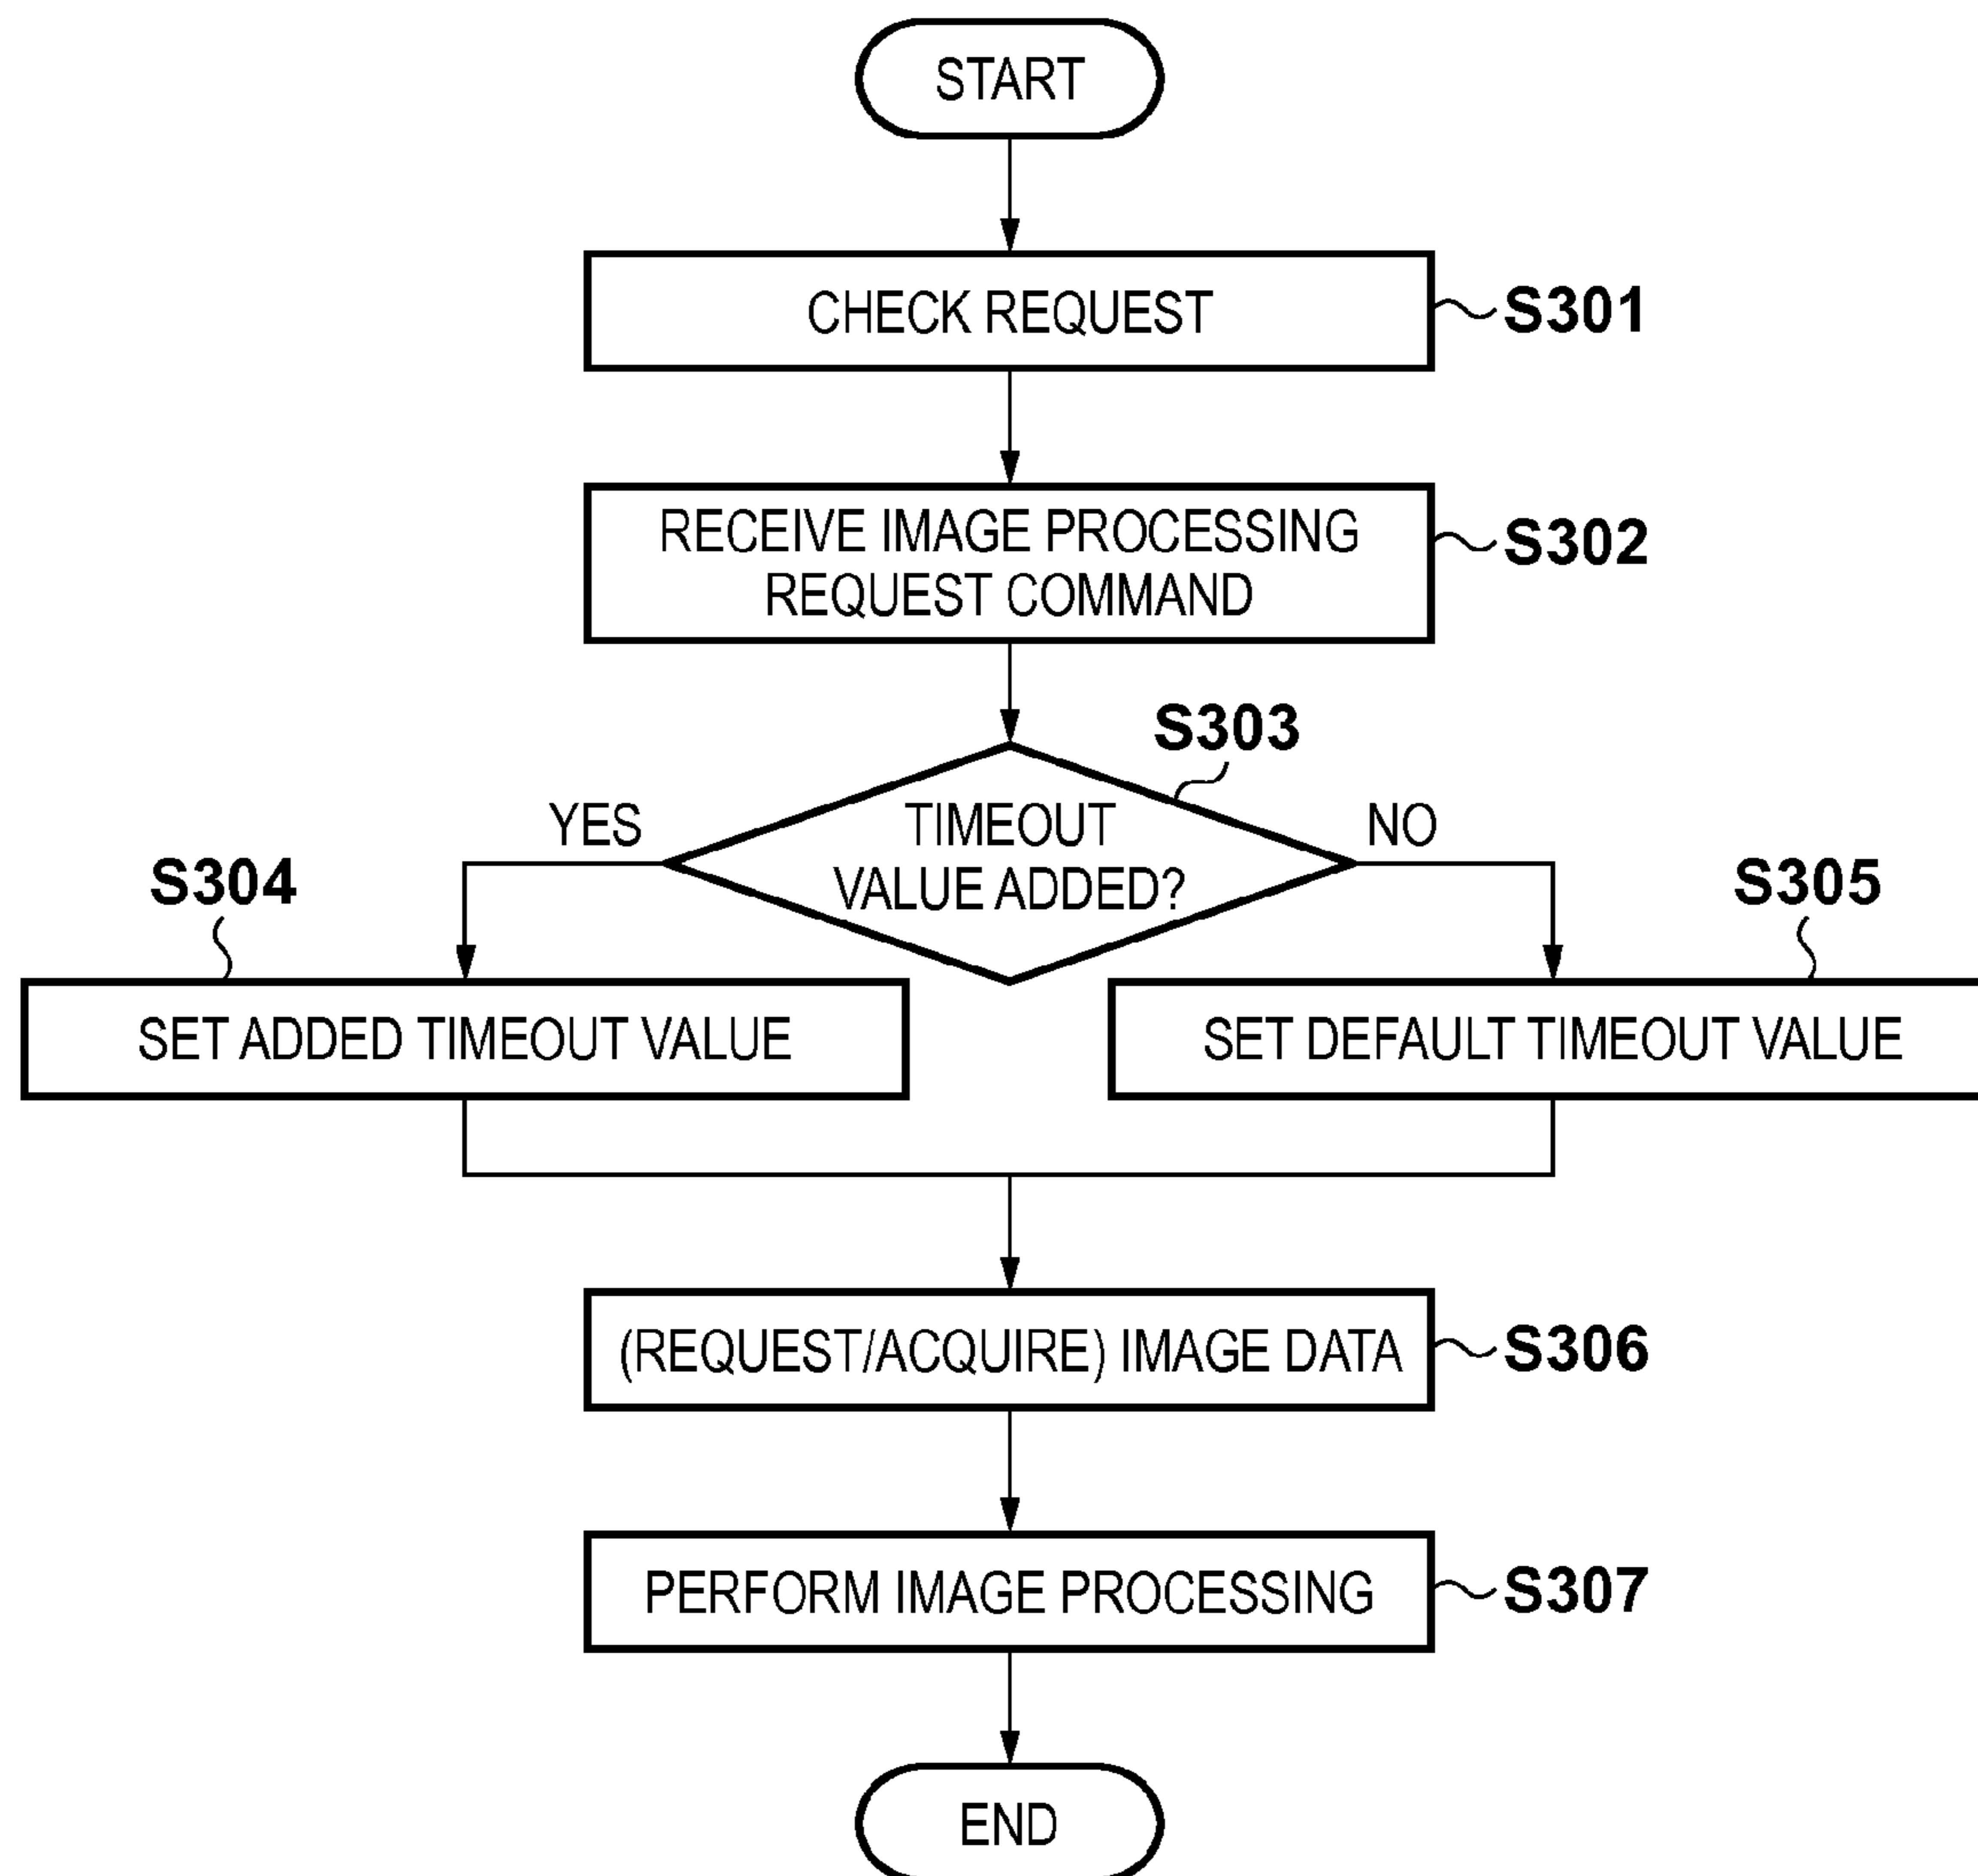 START
CHECK REQUEST
S301
RECEIVE IMAGE PROCESSING
REQUEST COMMAND
S302
S303
TIMEOUT
VALUE ADDED?
YES
NO
S304
SET ADDED TIMEOUT VALUE
S305
SET DEFAULT TIMEOUT VALUE
(REQUEST/ACQUIRE) IMAGE DATA
S306
PERFORM IMAGE PROCESSING
S307
END